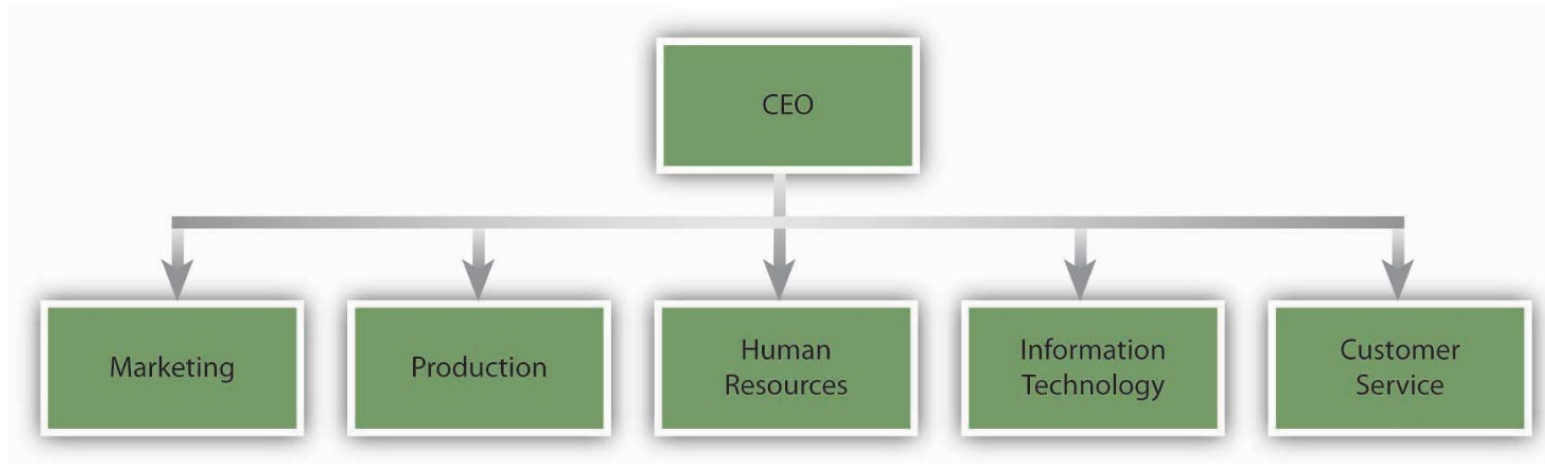 CEO
Marketing
Production
Human
Resources
Information
Technology
Customer
Service